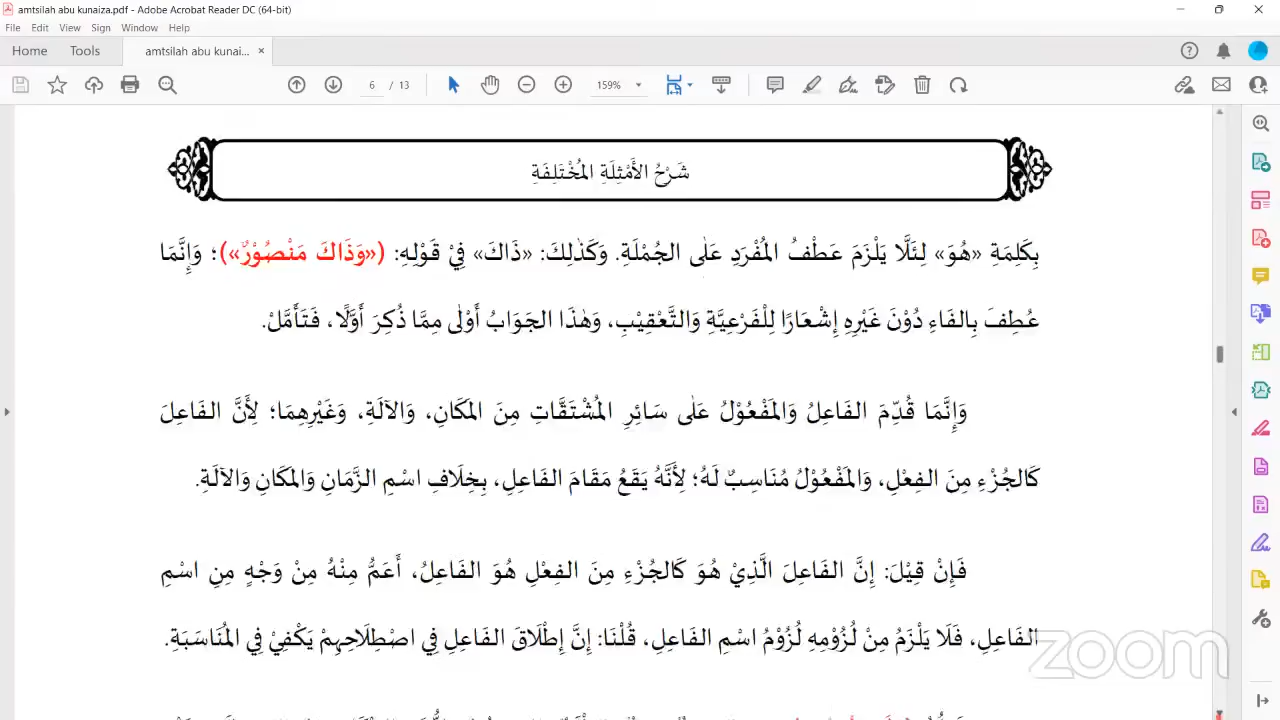 amtsilah abu kunaiza.pdf - Adobe Acrobat Reader DC (64-bit)
File Edit View Sign Window Help
Home Tools amtsilah abu kunai... ×
6 / 13 159%
شَرْحُ الأَمْثِلَةِ المُخْتَلِفَةِ
بِكَلِمَةِ «هُوَ» لِئَلَّا يَلْزَمَ عَطْفُ المُفْرَدِ عَلٰى الجُمْلَةِ. وَكَذٰلِكَ: «ذَاكَ» فِيْ قَوْلِهِ: («وَذَاكَ مَنْصُوْرٌ»)؛ وَإِنَّمَا
عُطِفَ بِالفَاءِ دُوْنَ غَيْرِهِ إِشْعَارًا لِلْفَرْعِيَّةِ وَالتَّعْقِيْبِ، وَهٰذَا الجَوَابُ أَوْلٰى مِمَّا ذُكِرَ أَوَّلًا، فَتَأَمَّلْ.
وَإِنَّمَا قُدِّمَ الفَاعِلُ وَالمَفْعُوْلُ عَلٰى سَائِرِ المُشْتَقَّاتِ مِنَ المَكَانِ، وَالآلَةِ، وَغَيْرِهِمَا؛ لِأَنَّ الفَاعِلَ
كَالجُزْءِ مِنَ الفِعْلِ، وَالمَفْعُوْلُ مُنَاسِبٌ لَهُ؛ لِأَنَّهُ يَقَعُ مَقَامَ الفَاعِلِ، بِخِلَافِ اسْمِ الزَّمَانِ وَالمَكَانِ وَالآلَةِ.
فَإِنْ قِيْلَ: إِنَّ الفَاعِلَ الَّذِيْ هُوَ كَالجُزْءِ مِنَ الفِعْلِ هُوَ الفَاعِلُ، أَعَمُّ مِنْهُ مِنْ وَجْهٍ مِنِ اسْمِ
الفَاعِلِ، فَلَا يَلْزَمُ مِنْ لُزُوْمِهِ لُزُوْمُ اسْمِ الفَاعِلِ، قُلْنَا: إِنَّ إِطْلَاقَ الفَاعِلِ فِي اصْطِلَاحِهِمْ يَكْفِيْ فِي المُنَاسَبَةِ.
zoom